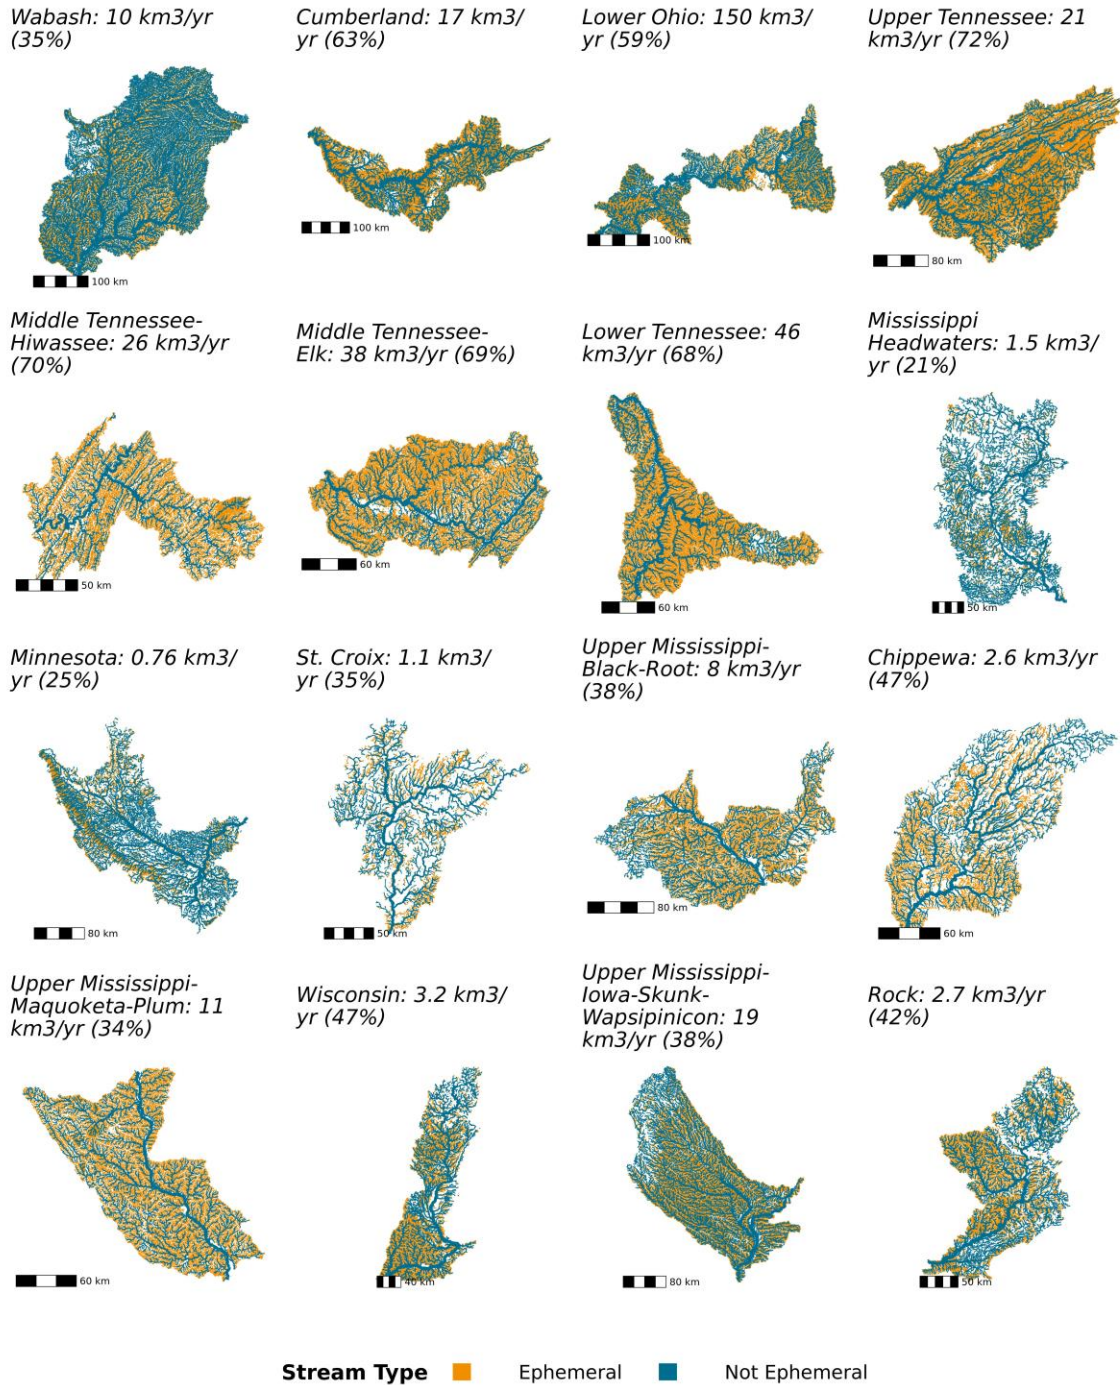 Wabash: 10 km3/yr
(35%)
Cumberland: 17 km3/
yr (63%)
Lower Ohio: 150 km3/
yr (59%)
Upper Tennessee: 21
km3/yr (72%)
100 km
100 km
100 km
80 km
Middle Tennessee-
Hiwassee: 26 km3/yr
(70%)
Middle Tennessee-
Elk: 38 km3/yr (69%)
Lower Tennessee: 46
km3/yr (68%)
Mississippi
Headwaters: 1.5 km3/
yr (21%)
50 km
60 km
60 km
50 km
Minnesota: 0.76 km3/
yr (25%)
St. Croix: 1.1 km3/
yr (35%)
Upper Mississippi-
Black-Root: 8 km3/yr
(38%)
Chippewa: 2.6 km3/yr
(47%)
80 km
50 km
80 km
60 km
Upper Mississippi-
Maquoketa-Plum: 11
km3/yr (34%)
Wisconsin: 3.2 km3/
yr (47%)
Upper Mississippi-
Iowa-Skunk-
Wapsipinicon: 19
km3/yr (38%)
Rock: 2.7 km3/yr
(42%)
60 km
40 km
80 km
50 km
Stream Type Ephemeral Not Ephemeral